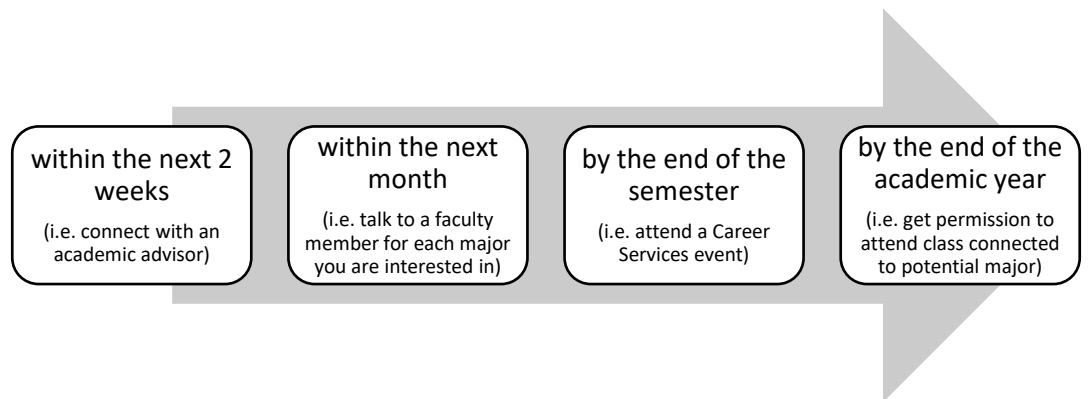 within the next 2
weeks
(i.e. connect with an
academic advisor)
within the next
month
(i.e. talk to a faculty
member for each major
you are interested in)
by the end of the
semester
(i.e. attend a Career
Services event)
by the end of the
academic year
(i.e. get permission to
attend class connected
to potential major)